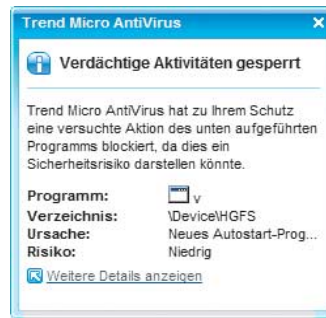 Trend Micro AntiVirus
Verdächtige Aktivitäten gesperrt
Trend Micro AntiVirus hat zu Ihrem Schutz
eine versuchte Aktion des unten aufgeführten
Programms blockiert, da dies ein
Sicherheitsrisiko darstellen könnte.
Programm: v
Verzeichnis: \Device\HGFS
Ursache: Neues Autostart-Prog...
Risiko: Niedrig
Weitere Details anzeigen